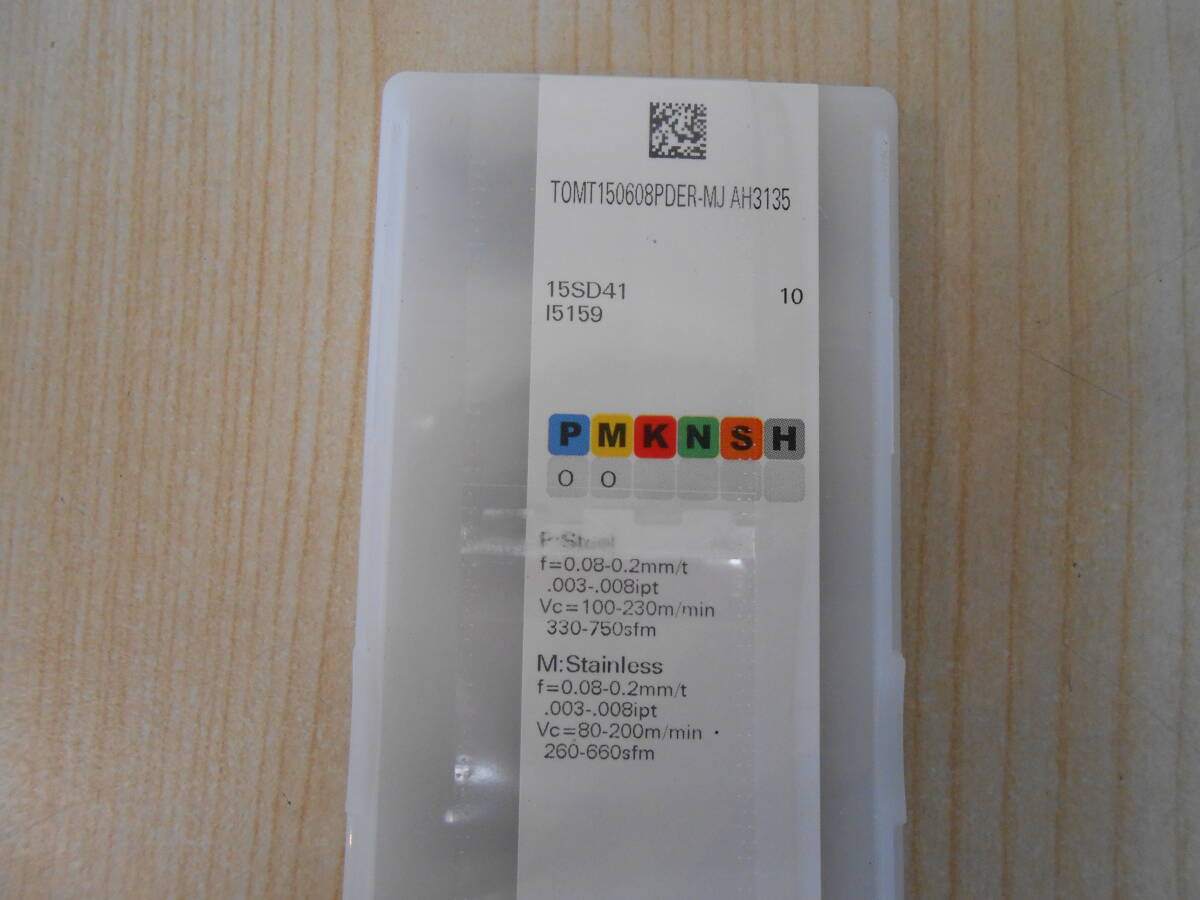 TOMT150608PDER-MJ AH3135
15SD41 10
I5159
P M K N S H
O O
P:Steel
f=0.08-0.2mm/t
.003-.008ipt
Vc=100-230m/min
330-750sfm
M:Stainless
f=0.08-0.2mm/t
.003-.008ipt
Vc=80-200m/min
260-660sfm